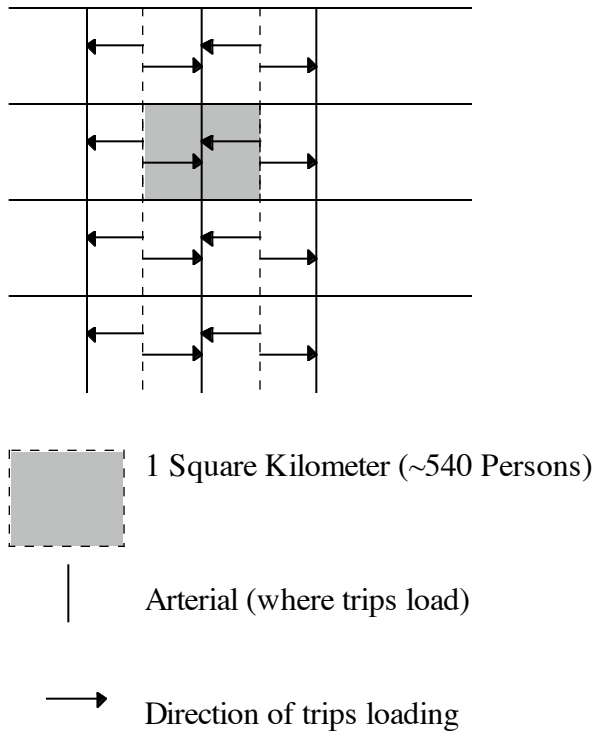 1 Square Kilometer (~540 Persons)
Arterial (where trips load)
Direction of trips loading